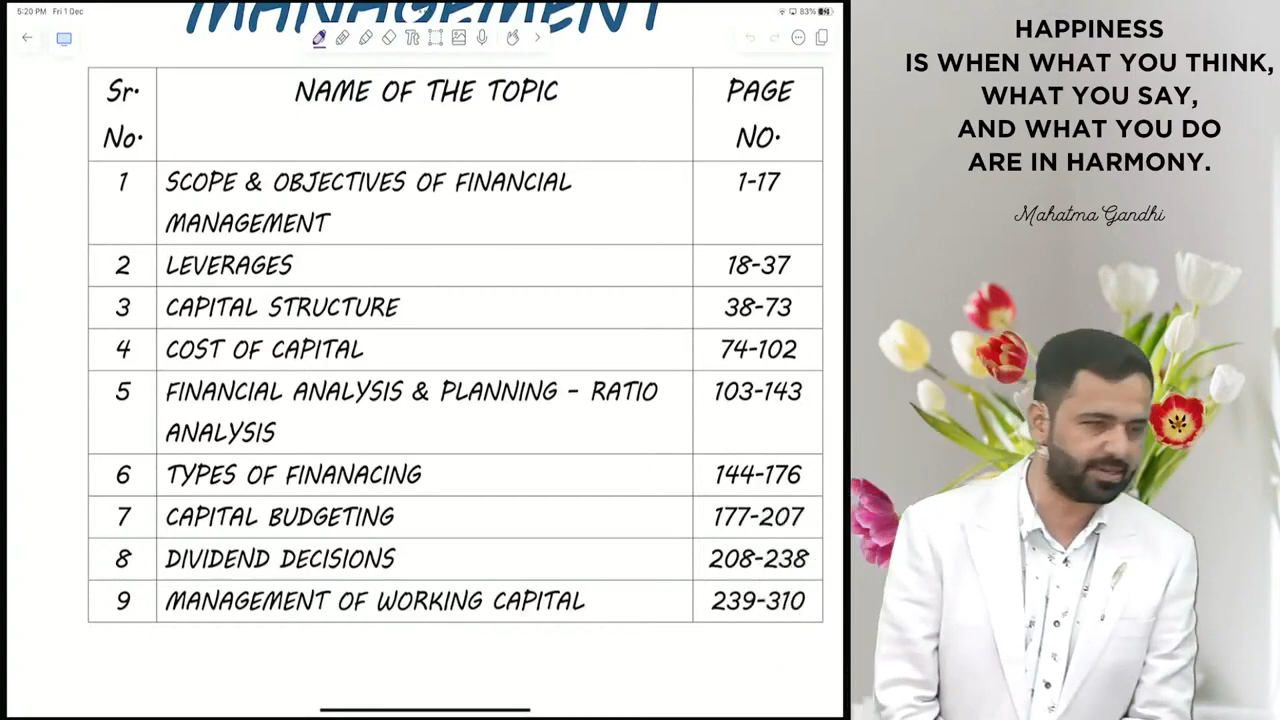 5:20 PM Fri 1 Dec
83%
MANAGEMENT
Sr. NAME OF THE TOPIC PAGE
No. NO.
1 SCOPE & OBJECTIVES OF FINANCIAL 1-17
MANAGEMENT
2 LEVERAGES 18-37
3 CAPITAL STRUCTURE 38-73
4 COST OF CAPITAL 74-102
5 FINANCIAL ANALYSIS & PLANNING - RATIO 103-143
ANALYSIS
6 TYPES OF FINANACING 144-176
7 CAPITAL BUDGETING 177-207
8 DIVIDEND DECISIONS 208-238
9 MANAGEMENT OF WORKING CAPITAL 239-310
HAPPINESS
IS WHEN WHAT YOU THINK,
WHAT YOU SAY,
AND WHAT YOU DO
ARE IN HARMONY.
Mahatma Gandhi